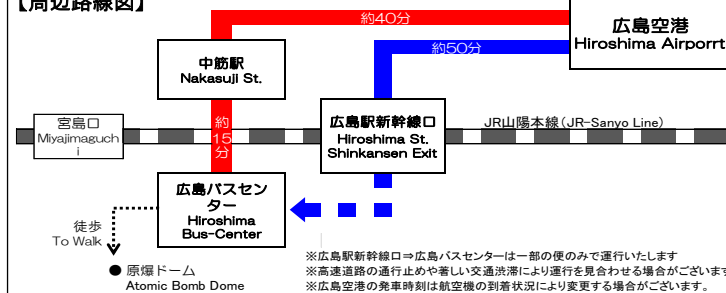 【周辺路線図】
約40分
広島空港
Hiroshima Airporrt
約50分
中筋駅
Nakasuji St.
宮島口
Miyajimaguch
i
約
15
分
広島駅新幹線口
Hiroshima St.
Shinkansen Exit
JR山陽本線(JR-Sanyo Line)
広島バスセン
ター
Hiroshima
Bus-Center
徒歩
To Walk
● 原爆ドーム
Atomic Bomb Dome
※広島駅新幹線口⇒広島バスセンターは一部の便のみで運行いたします
※高速道路の通行止めや著しい交通渋滞により運行を見合わせる場合がございます
※広島空港の発車時刻は航空機の到着状況により変更する場合がございます。